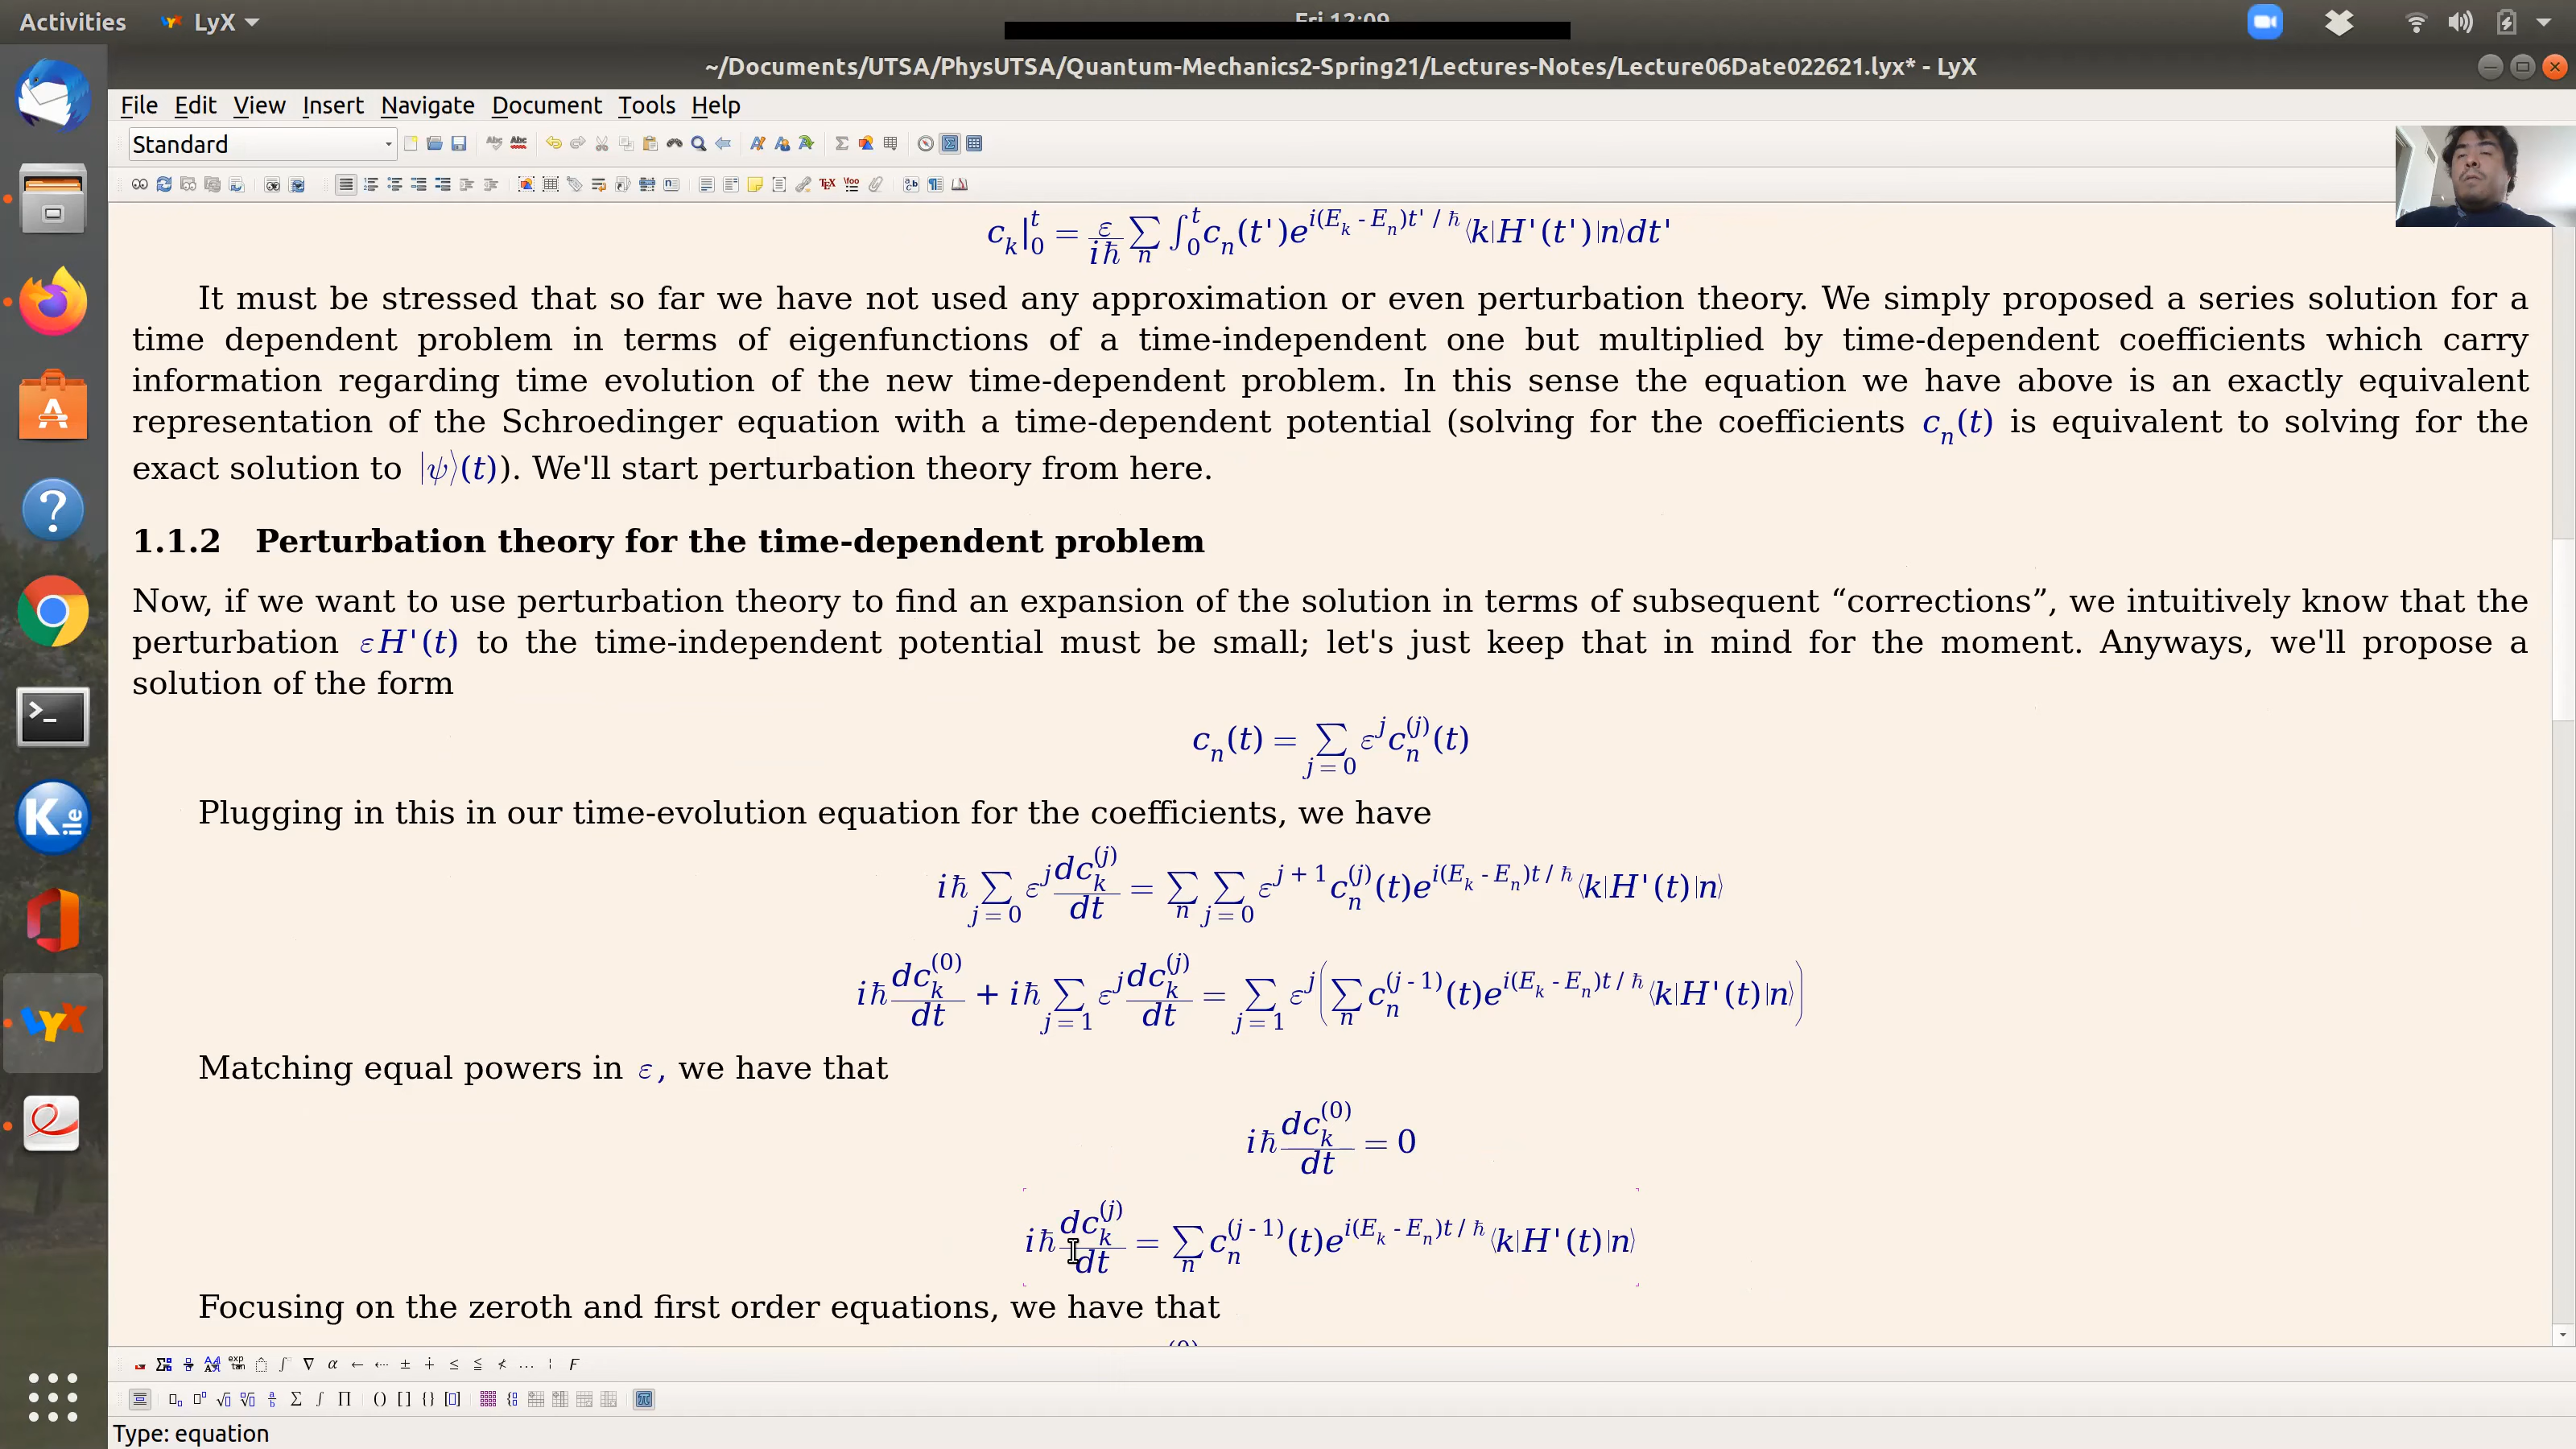 Activities LyX Fri 12:09
~/Documents/UTSA/PhysUTSA/Quantum-Mechanics2-Spring21/Lectures-Notes/Lecture06Date022621.lyx* - LyX
File Edit View Insert Navigate Document Tools Help
Standard
c_k|_0^t = ε/iħ ∑_n ∫_0^t c_n(t')e^{i(E_k - E_n)t' / ħ}⟨k|H'(t')|n⟩dt'
It must be stressed that so far we have not used any approximation or even perturbation theory. We simply proposed a series solution for a
time dependent problem in terms of eigenfunctions of a time-independent one but multiplied by time-dependent coefficients which carry
information regarding time evolution of the new time-dependent problem. In this sense the equation we have above is an exactly equivalent
representation of the Schroedinger equation with a time-dependent potential (solving for the coefficients c_n(t) is equivalent to solving for the
exact solution to |ψ⟩(t)). We'll start perturbation theory from here.
1.1.2 Perturbation theory for the time-dependent problem
Now, if we want to use perturbation theory to find an expansion of the solution in terms of subsequent “corrections”, we intuitively know that the
perturbation εH'(t) to the time-independent potential must be small; let's just keep that in mind for the moment. Anyways, we'll propose a
solution of the form
c_n(t) = ∑_{j = 0} ε^j c_n^{(j)}(t)
Plugging in this in our time-evolution equation for the coefficients, we have
iħ ∑_{j = 0} ε^j dc_k^{(j)}/dt = ∑_n ∑_{j = 0} ε^{j + 1} c_n^{(j)}(t)e^{i(E_k - E_n)t / ħ}⟨k|H'(t)|n⟩
iħ dc_k^{(0)}/dt + iħ ∑_{j = 1} ε^j dc_k^{(j)}/dt = ∑_{j = 1} ε^j (∑_n c_n^{(j - 1)}(t)e^{i(E_k - E_n)t / ħ}⟨k|H'(t)|n⟩)
Matching equal powers in ε, we have that
iħ dc_k^{(0)}/dt = 0
iħ dc_k^{(j)}/dt = ∑_n c_n^{(j - 1)}(t)e^{i(E_k - E_n)t / ħ}⟨k|H'(t)|n⟩
Focusing on the zeroth and first order equations, we have that
Type: equation